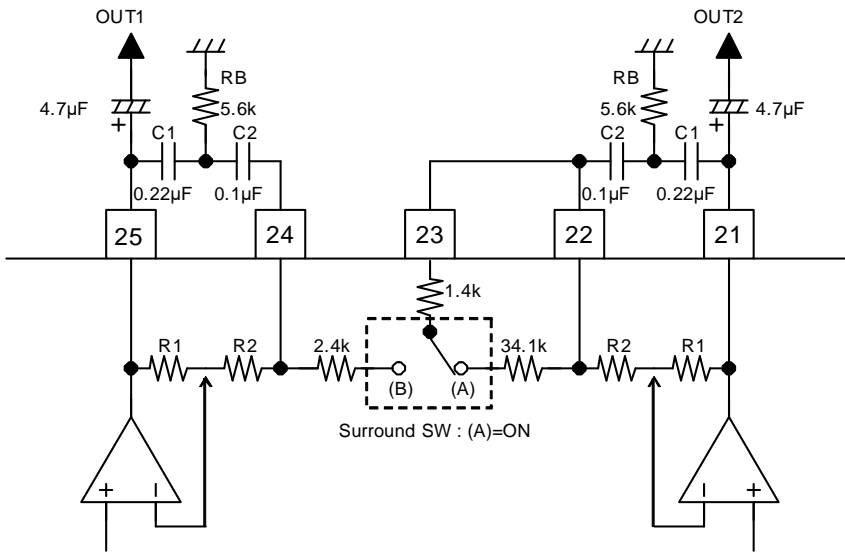 OUT1 OUT2
RB RB
4.7µF 5.6k 5.6k 4.7µF
+ +
C1 C2 C2 C1
0.22µF 0.1µF 0.1µF 0.22µF
25 24 23 22 21
1.4k
R1 R2 2.4k 34.1k R2 R1
(B) (A)
Surround SW : (A)=ON
+ - - +